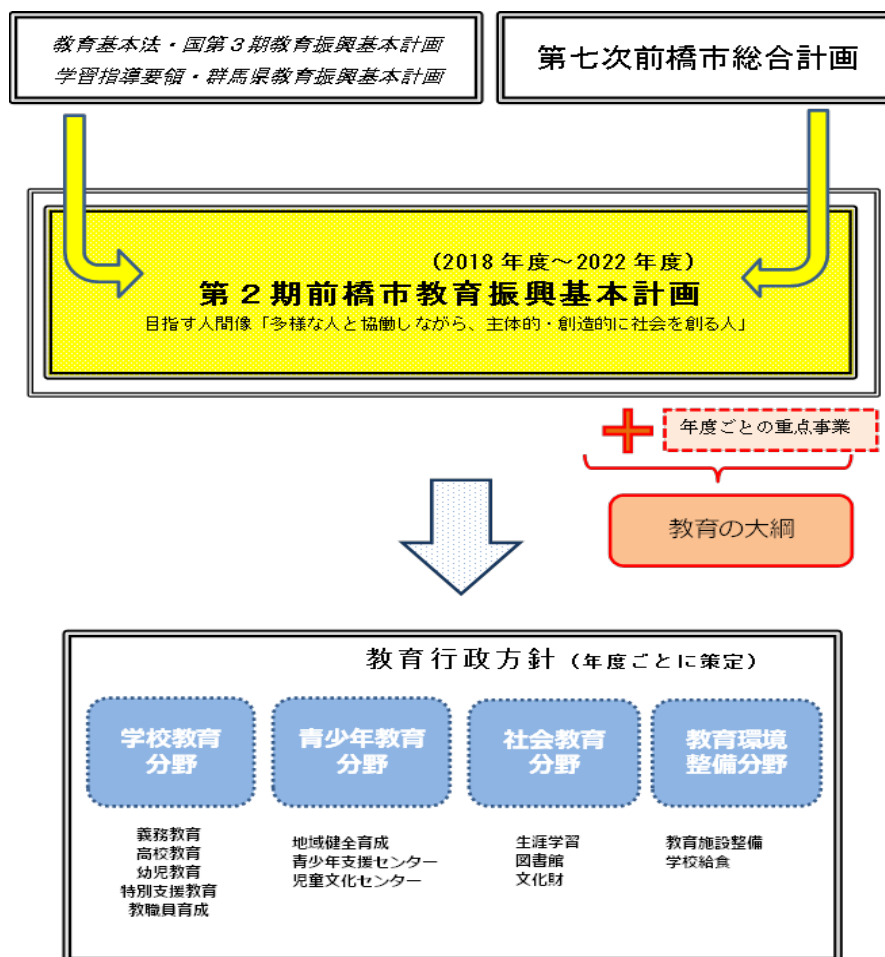 教育基本法・国第３期教育振興基本計画
学習指導要領・群馬県教育振興基本計画
第七次前橋市総合計画
（2018 年度～2022 年度）
第２期前橋市教育振興基本計画
目指す人間像「多様な人と協働しながら、主体的・創造的に社会を創る人」
年度ごとの重点事業
教育の大綱
教育行政方針（年度ごとに策定）
学校教育
分野
青少年教育
分野
社会教育
分野
教育環境
整備分野
義務教育
高校教育
幼児教育
特別支援教育
教職員育成
地域健全育成
青少年支援センター
児童文化センター
生涯学習
図書館
文化財
教育施設整備
学校給食